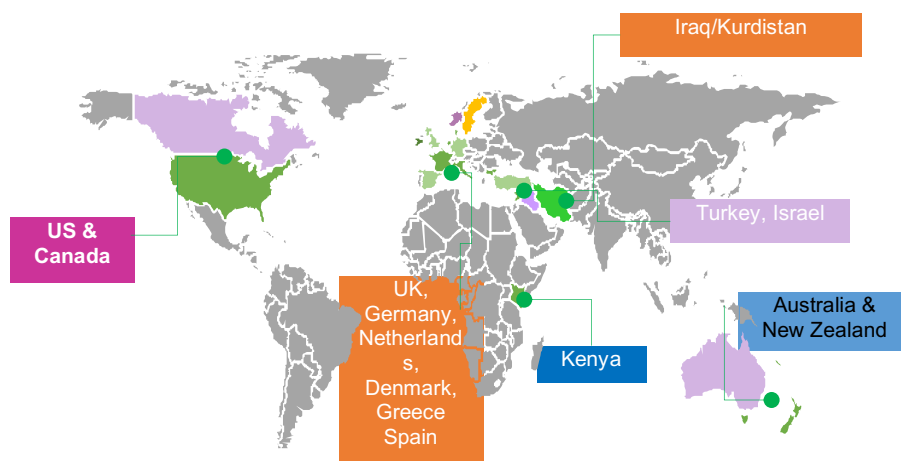 Iraq/Kurdistan
Turkey, Israel
US &
Canada
UK,
Germany,
Netherland
s,
Denmark,
Greece
Spain
Kenya
Australia &
New Zealand